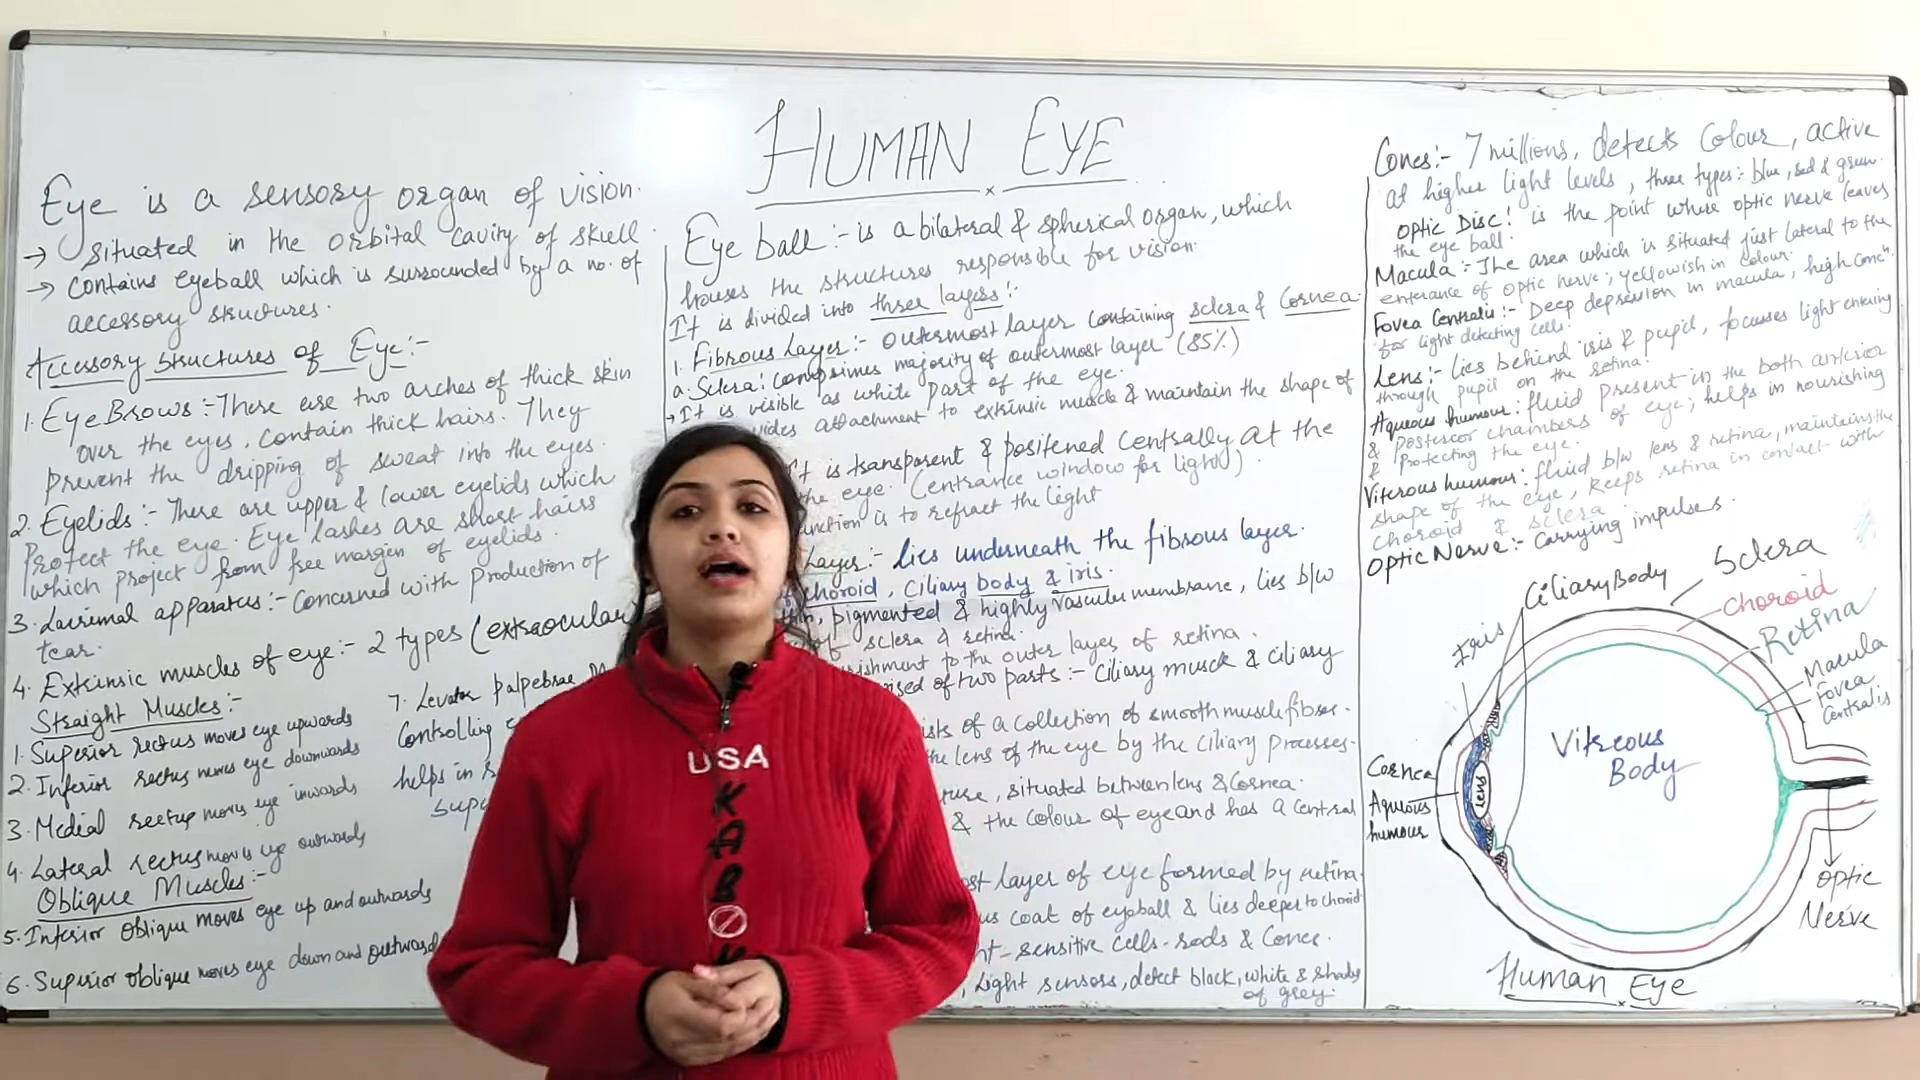 HUMAN EYE
Eye is a sensory organ of vision.
→ situated in the orbital cavity of skull.
→ contains eyeball which is surrounded by a no. of
accessory structures.
Accessory structures of Eye:-
1. EyeBrows:- There are two arches of thick skin
over the eyes, contain thick hairs. They
prevent the dripping of sweat into the eyes.
2. Eyelids:- There are upper & lower eyelids which
Protect the eye. Eye lashes are short hairs
which project from free margin of eyelids.
3. Lacrimal apparatus:- Concerned with production of
tear.
4. Extrinsic muscles of eye:- 2 types (extraocular
Straight Muscles:-
1. Superior rectus moves eye upwards
2. Inferior rectus moves eye downwards
3. Medial rectus moves eye inwards
4. Lateral rectus moves eye outwards
Oblique Muscles:-
5. Inferior oblique moves eye up and outwards
6. Superior oblique moves eye down and outward
7. Levator palpebrae
Controlling
helps in
supe
Eye ball:- is a bilateral & spherical organ, which
houses the structures responsible for vision.
It is divided into three layers:-
1. Fibrous Layer:- outermost layer containing sclera & Cornea.
a. Sclera: comprimes majority of outermost layer (85%)
→ It is visible as white part of the eye.
vides attachment to extrinsic muscle & maintain the shape of
It is transparent & positened centrally at the
the eye. (entrance window for light).
unction is to refract the light
Layer:- lies underneath the fibrous layer.
of choroid, ciliary body & iris.
thin, pigmented & highly vascular membrane, lies b/w
of sclera & retina.
rishment to the outer layer of retina.
ised of two parts:- Ciliary muscle & ciliary
ists of a collection of smooth muscle fibres.
the lens of the eye by the ciliary processes.
situated between lens & Cornea.
& the colour of eye and has a central
ost layer of eye formed by retina.
us coat of eyeball & lies deeper to choroid.
ht-sensitive cells-rods & Cones.
light sensors, detect black, white & shades
of grey.
Cones:- 7 millions, detects Colour, active
at higher light levels, three types:- blue, red & green.
Optic Disc: is the point where optic nerve leaves
the eye ball.
Macula:- The area which is situated just lateral to the
enterance of optic nerve; yellowish in colour.
Fovea Centralis:- Deep depression in macula, high concn
for light detecting cells.
Lens:- Lies behind iris & pupil, focusses light entering
through pupil on the retina.
Aqueous humour: fluid present in the both anterior
& posterior chambers of eye; helps in nourishing
& Protecting the eye.
Vitreous humour: fluid b/w lens & retina, maintains the
shape of the eye, keeps retina in contact with
choroid & sclera
Optic Nerve:- Carrying impulses.
Ciliary Body
Sclera
Choroid
Iris
Retina
Macula
Fovea
Centralis
Vitreous
Body
Cornea
Lens
Aqueous
humour
Optic
Nerve
Human Eye
USA
KAB